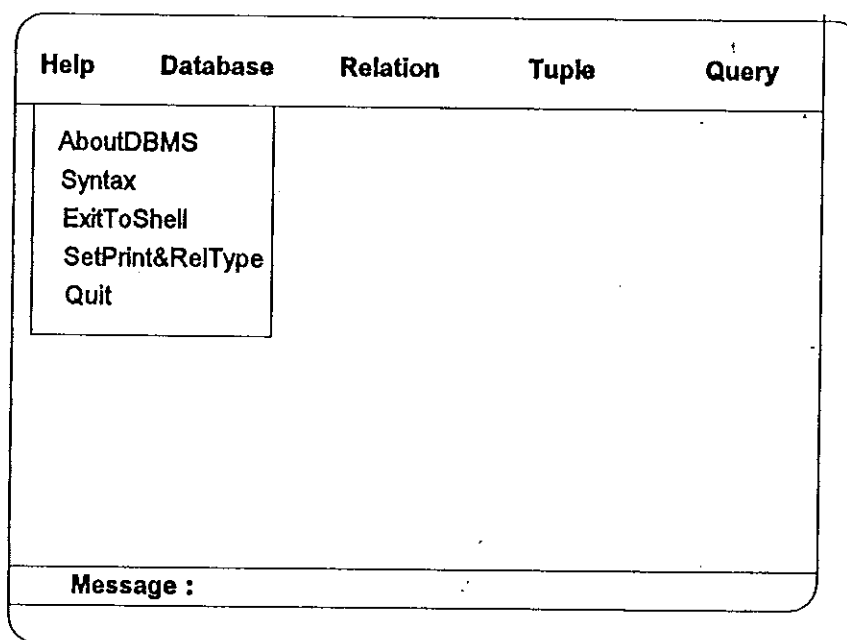 Help Database Relation Tuple Query
AboutDBMS
Syntax
ExitToShell
SetPrint&RelType
Quit
Message :